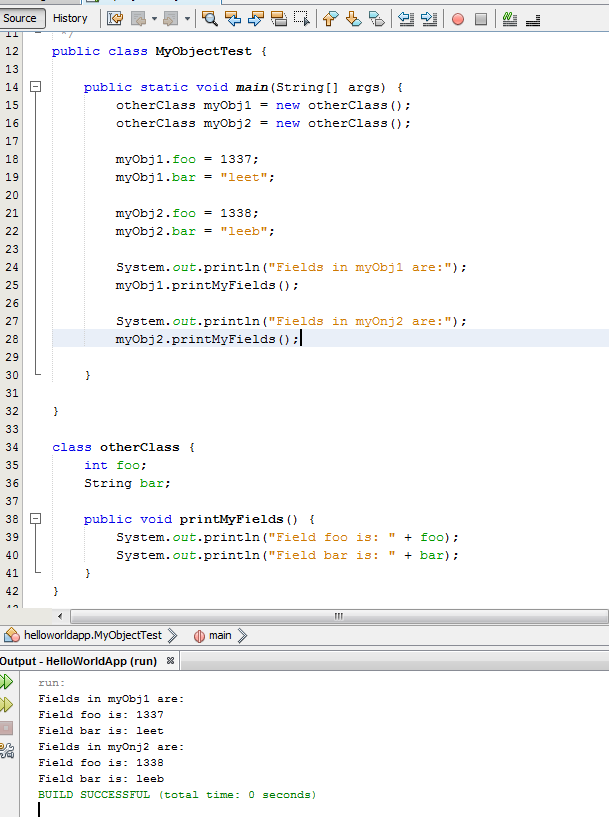 Source History
11 */
12 public class MyObjectTest {
13
14 public static void main(String[] args) {
15 otherClass myObj1 = new otherClass();
16 otherClass myObj2 = new otherClass();
17
18 myObj1.foo = 1337;
19 myObj1.bar = "leet";
20
21 myObj2.foo = 1338;
22 myObj2.bar = "leeb";
23
24 System.out.println("Fields in myObj1 are:");
25 myObj1.printMyFields();
26
27 System.out.println("Fields in myOnj2 are:");
28 myObj2.printMyFields();
29
30 }
31
32 }
33
34 class otherClass {
35 int foo;
36 String bar;
37
38 public void printMyFields() {
39 System.out.println("Field foo is: " + foo);
40 System.out.println("Field bar is: " + bar);
41 }
42 }
helloworldapp.MyObjectTest main
Output - HelloWorldApp (run)
run:
Fields in myObj1 are:
Field foo is: 1337
Field bar is: leet
Fields in myOnj2 are:
Field foo is: 1338
Field bar is: leeb
BUILD SUCCESSFUL (total time: 0 seconds)